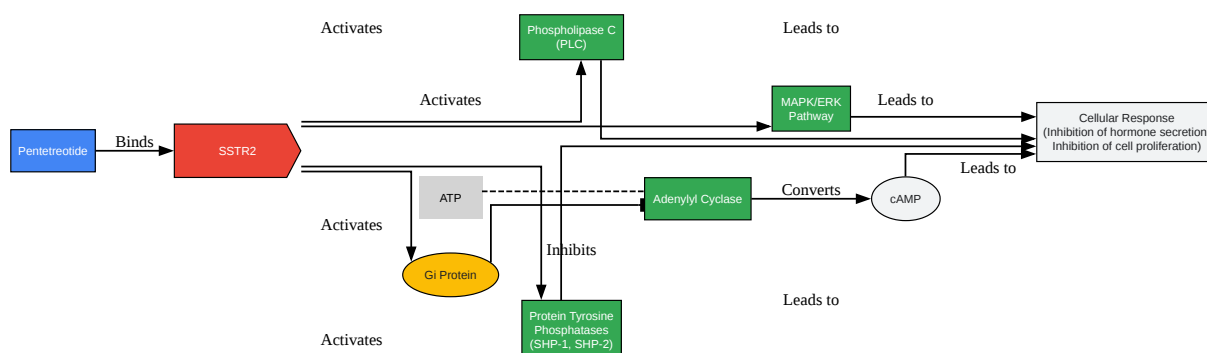 Activates
Phospholipase C
(PLC)
Leads to
Activates
MAPK/ERK
Pathway
Leads to
Cellular Response
(Inhibition of hormone secretion
Inhibition of cell proliferation)
Pentetreotide
Binds
SSTR2
Leads to
ATP
Adenylyl Cyclase
Converts
cAMP
Activates
Inhibits
Gi Protein
Leads to
Protein Tyrosine
Phosphatases
(SHP-1, SHP-2)
Activates